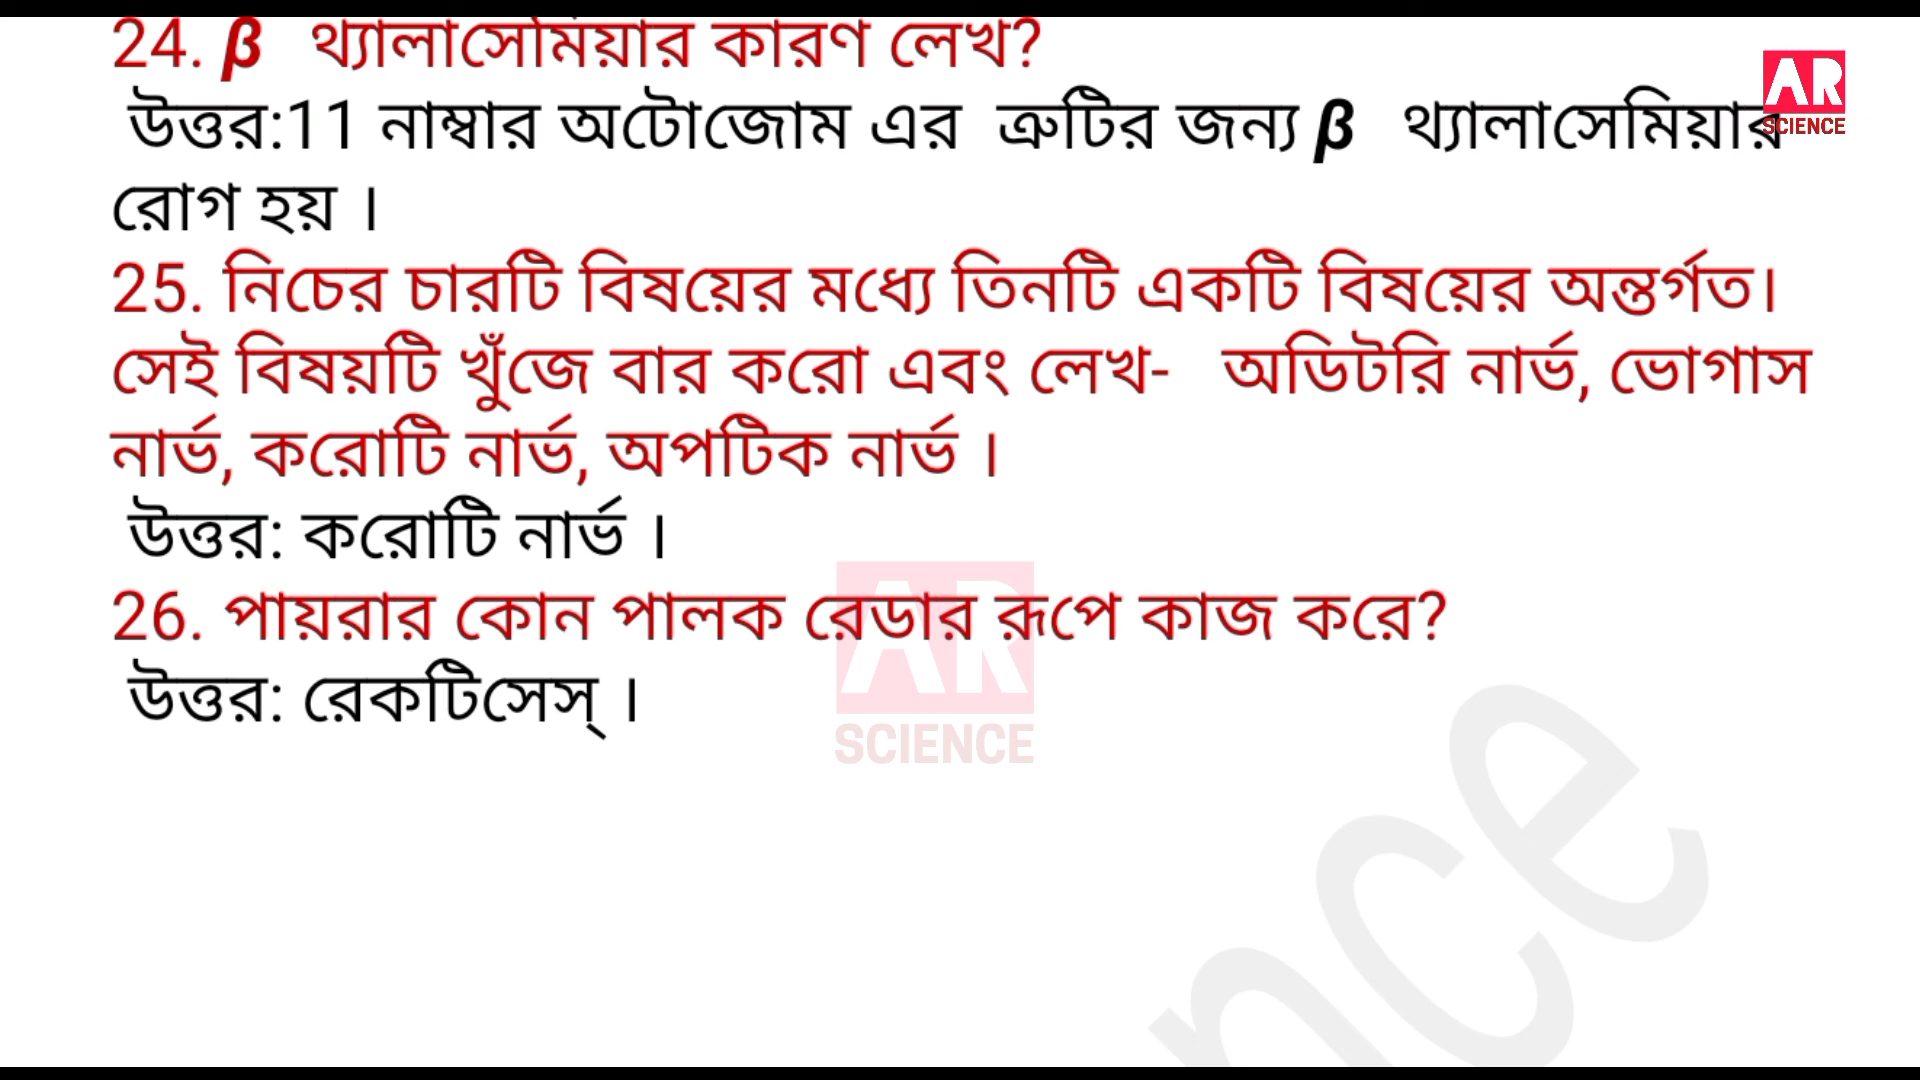 24. β থ্যালাসেমিয়ার কারণ লেখ?
AR
SCIENCE
উত্তর:11 নাম্বার অটোজোম এর ত্রুটির জন্য β থ্যালাসেমিয়ার
রোগ হয় ।
25. নিচের চারটি বিষয়ের মধ্যে তিনটি একটি বিষয়ের অন্তর্গত।
সেই বিষয়টি খুঁজে বার করো এবং লেখ- অডিটরি নার্ভ, ভোগাস
নার্ভ, করোটি নার্ভ, অপটিক নার্ভ ।
উত্তর: করোটি নার্ভ ।
26. পায়রার কোন পালক রেডার রূপে কাজ করে?
উত্তর: রেকটিসেস্ ।
AR
SCIENCE
nce